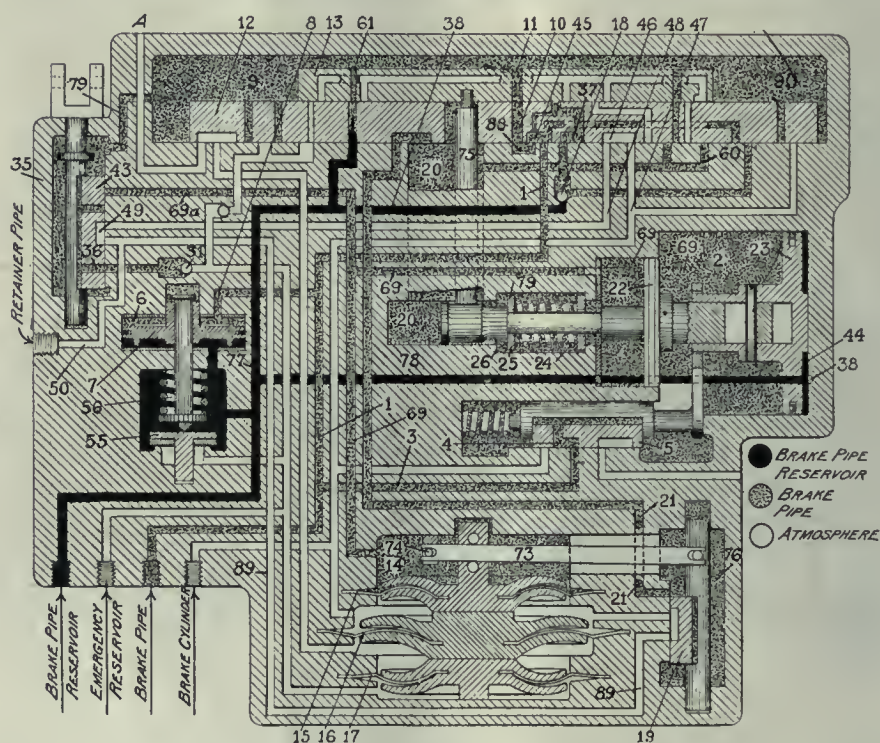 A 12 8 13 61 38 11 10 45 18 46 48 47
79 9 37 90
35 43 20 75 88 60
1
49 69a 69 69 2 23
36 31 22
RETAINER PIPE
6 20 79
78 44
50 7 77 26 25 24 38
56 1 69
55 4 5
3
BRAKE PIPE
RESERVOIR
BRAKE
PIPE
ATMOSPHERE
21
74 73 76
14
89 21
BRAKE PIPE
RESERVOIR
EMERGENCY
RESERVOIR
BRAKE PIPE
BRAKE CYLINDER
89
15 16 17 19